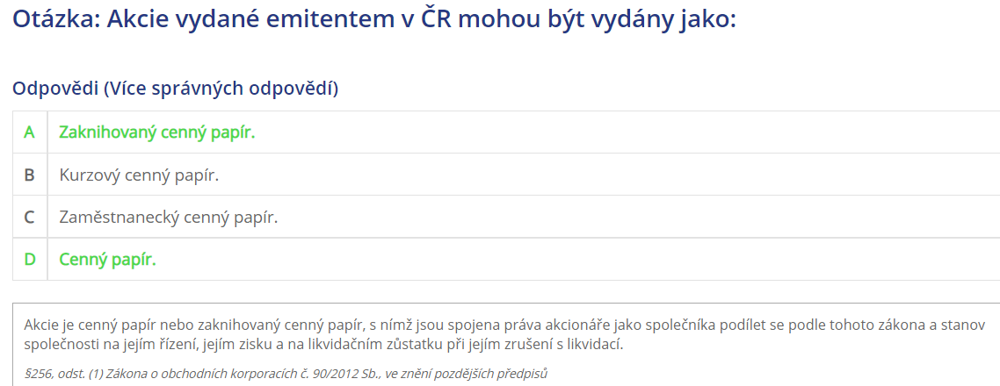 Otázka: Akcie vydané emitentem v ČR mohou být vydány jako:
Odpovědi (Více správných odpovědí)
A Zaknihovaný cenný papír.
B Kurzový cenný papír.
C Zaměstnanecký cenný papír.
D Cenný papír.
Akcie je cenný papír nebo zaknihovaný cenný papír, s nímž jsou spojena práva akcionáře jako společníka podílet se podle tohoto zákona a stanov
společnosti na jejím řízení, jejím zisku a na likvidačním zůstatku při jejím zrušení s likvidací.
§256, odst. (1) Zákona o obchodních korporacích č. 90/2012 Sb., ve znění pozdějších předpisů